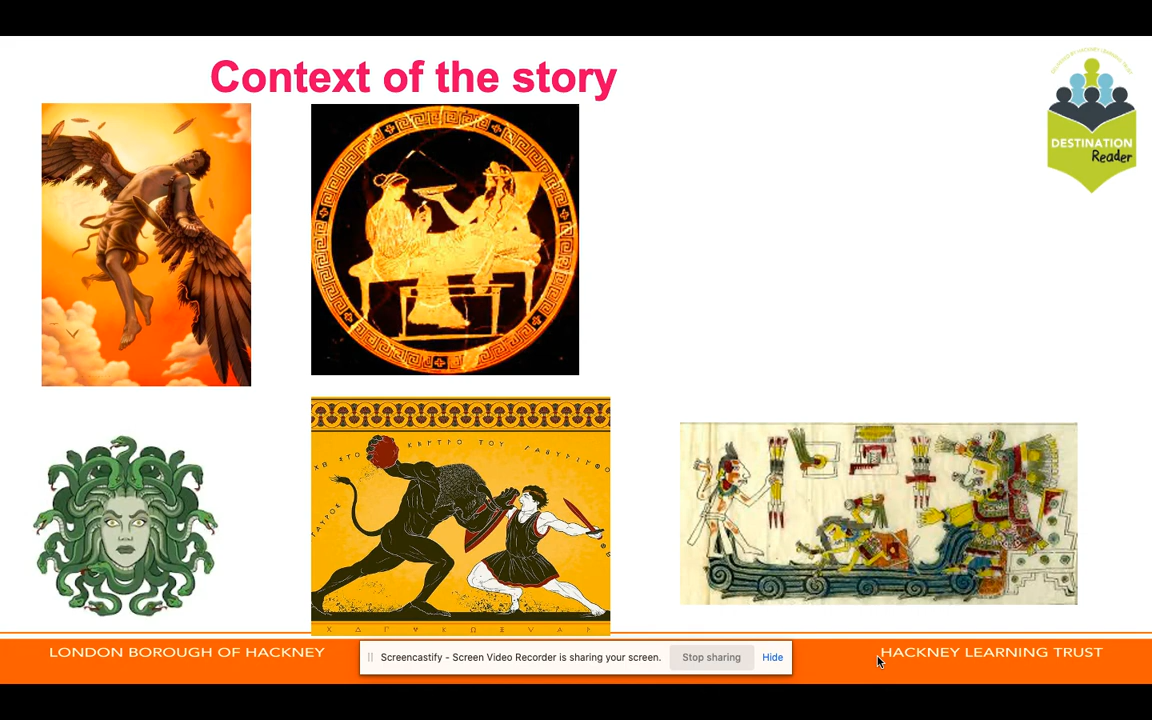 Context of the story
DESTINATION
Reader
LONDON BOROUGH OF HACKNEY
Screencastify - Screen Video Recorder is sharing your screen.
Stop sharing
Hide
HACKNEY LEARNING TRUST